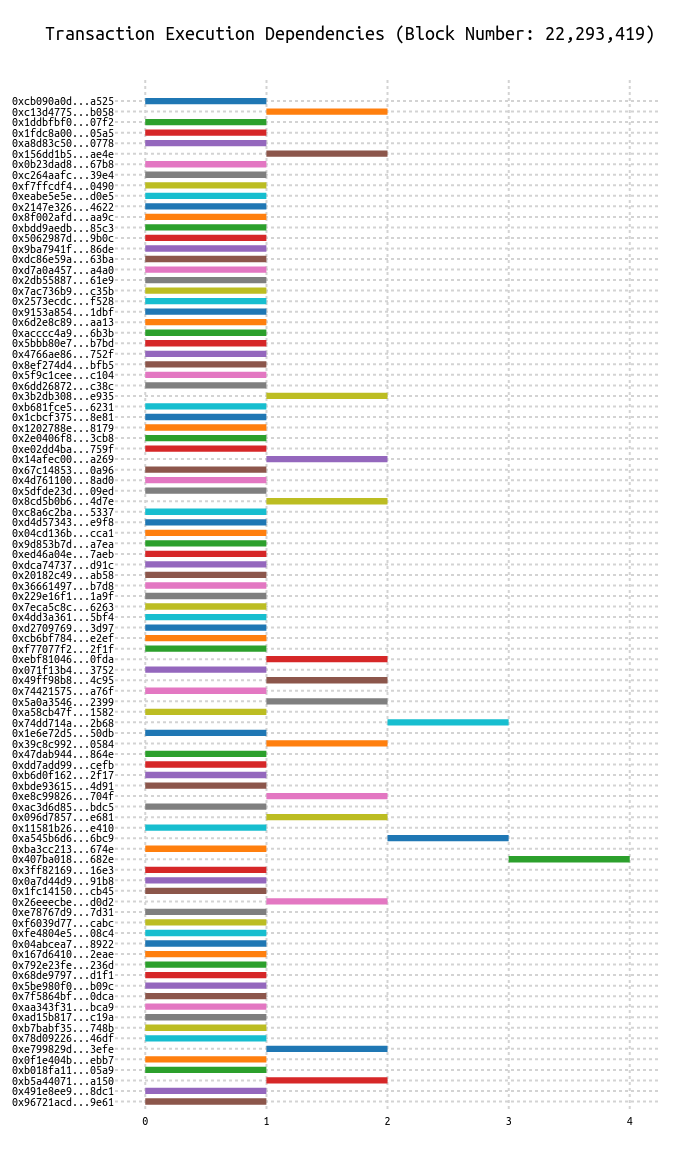 Transaction Execution Dependencies (Block Number: 22,293,419)
0xcb090a0d...a525
0xc13d4775...b058
0x1ddbfbf0...07f2
0x1fdc8a00...05a5
0xa8d83c50...0778
0x156dd1b5...ae4e
0x0b23dad8...67b8
0xc264aafc...39e4
0xf7ffcdf4...0490
0xeabe5e5e...d0e5
0x2147e326...4622
0x8f002afd...aa9c
0xbdd9aedb...85c3
0x5062987d...9b0c
0x9ba7941f...86de
0xdc86e59a...63ba
0xd7a0a457...a4a0
0x2db55887...61e9
0x7ac736b9...c35b
0x2573ecdc...f528
0x9153a854...1dbf
0x6d2e8c89...aa13
0xacccc4a9...6b3b
0x5bbb80e7...b7bd
0x4766ae86...752f
0x8ef274d4...bfb5
0x5f9c1cee...c104
0x6dd26872...c38c
0x3b2db308...e935
0xb681fce5...6231
0x1cbcf375...8e81
0x1202788e...8179
0x2e0406f8...3cb8
0xe02dd4ba...759f
0x14afec00...a269
0x67c14853...0a96
0x4d761100...8ad0
0x5dfde23d...09ed
0x8cd5b0b6...4d7e
0xc8a6c2ba...5337
0xd4d57343...e9f8
0x04cd136b...cca1
0x9d853b7d...a7ea
0xed46a04e...7aeb
0xdca74737...d91c
0x20182c49...ab58
0x36661497...b7d8
0x229e16f1...1a9f
0x7eca5c8c...6263
0x4dd3a361...5bf4
0xd2709769...3d97
0xcb6bf784...e2ef
0xf77077f2...2f1f
0xebf81046...0fda
0x071f13b4...3752
0x49ff98b8...4c95
0x74421575...a76f
0x5a0a3546...2399
0xa58cb47f...1582
0x74dd714a...2b68
0x1e6e72d5...50db
0x39c8c992...0584
0x47dab944...864e
0xdd7add99...cefb
0xb6d0f162...2f17
0xbde93615...4d91
0xe8c99826...704f
0xac3d6d85...bdc5
0x096d7857...e681
0x11581b26...e410
0xa545b6d6...6bc9
0xba3cc213...674e
0x407ba018...682e
0x3ff82169...16e3
0x0a7d44d9...91b8
0x1fc14150...cb45
0x26eeecbe...d0d2
0xe78767d9...7d31
0xf6039d77...cabc
0xfe4804e5...08c4
0x04abcea7...8922
0x167d6410...2eae
0x792e23fe...236d
0x68de9797...d1f1
0x5be980f0...b09c
0x7f5864bf...0dca
0xaa343f31...bca9
0xad15b817...c19a
0xb7babf35...748b
0x78d09226...46df
0xe799829d...3efe
0x0f1e404b...ebb7
0xb018fa11...05a9
0xb5a44071...a150
0x491e8ee9...8dc1
0x96721acd...9e61
0 1 2 3 4